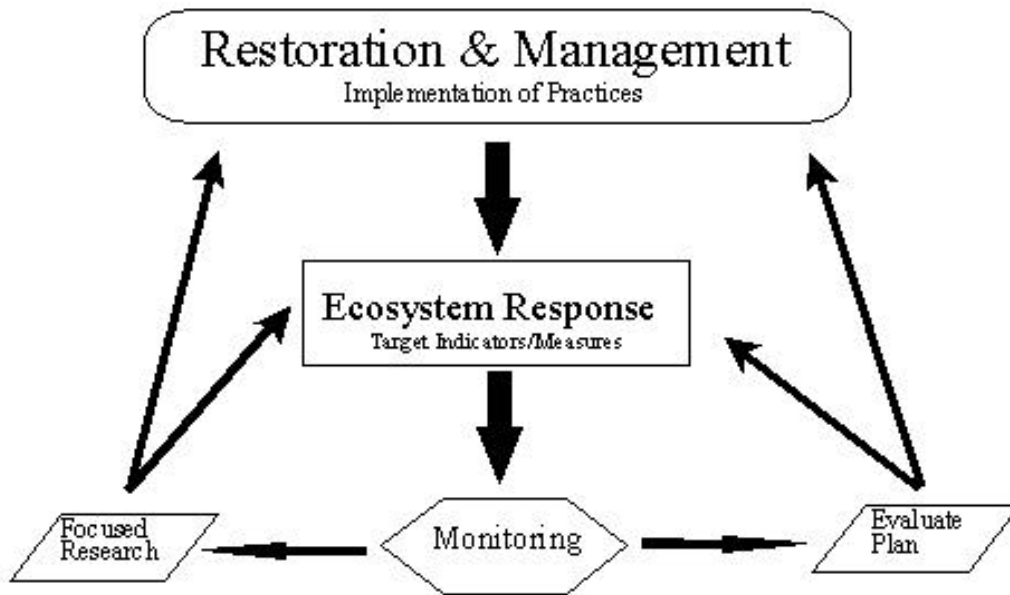 Restoration & Management
Implementation of Practices
Ecosystem Response
Target Indicators/Measures
Focused
Research
Monitoring
Evaluate
Plan